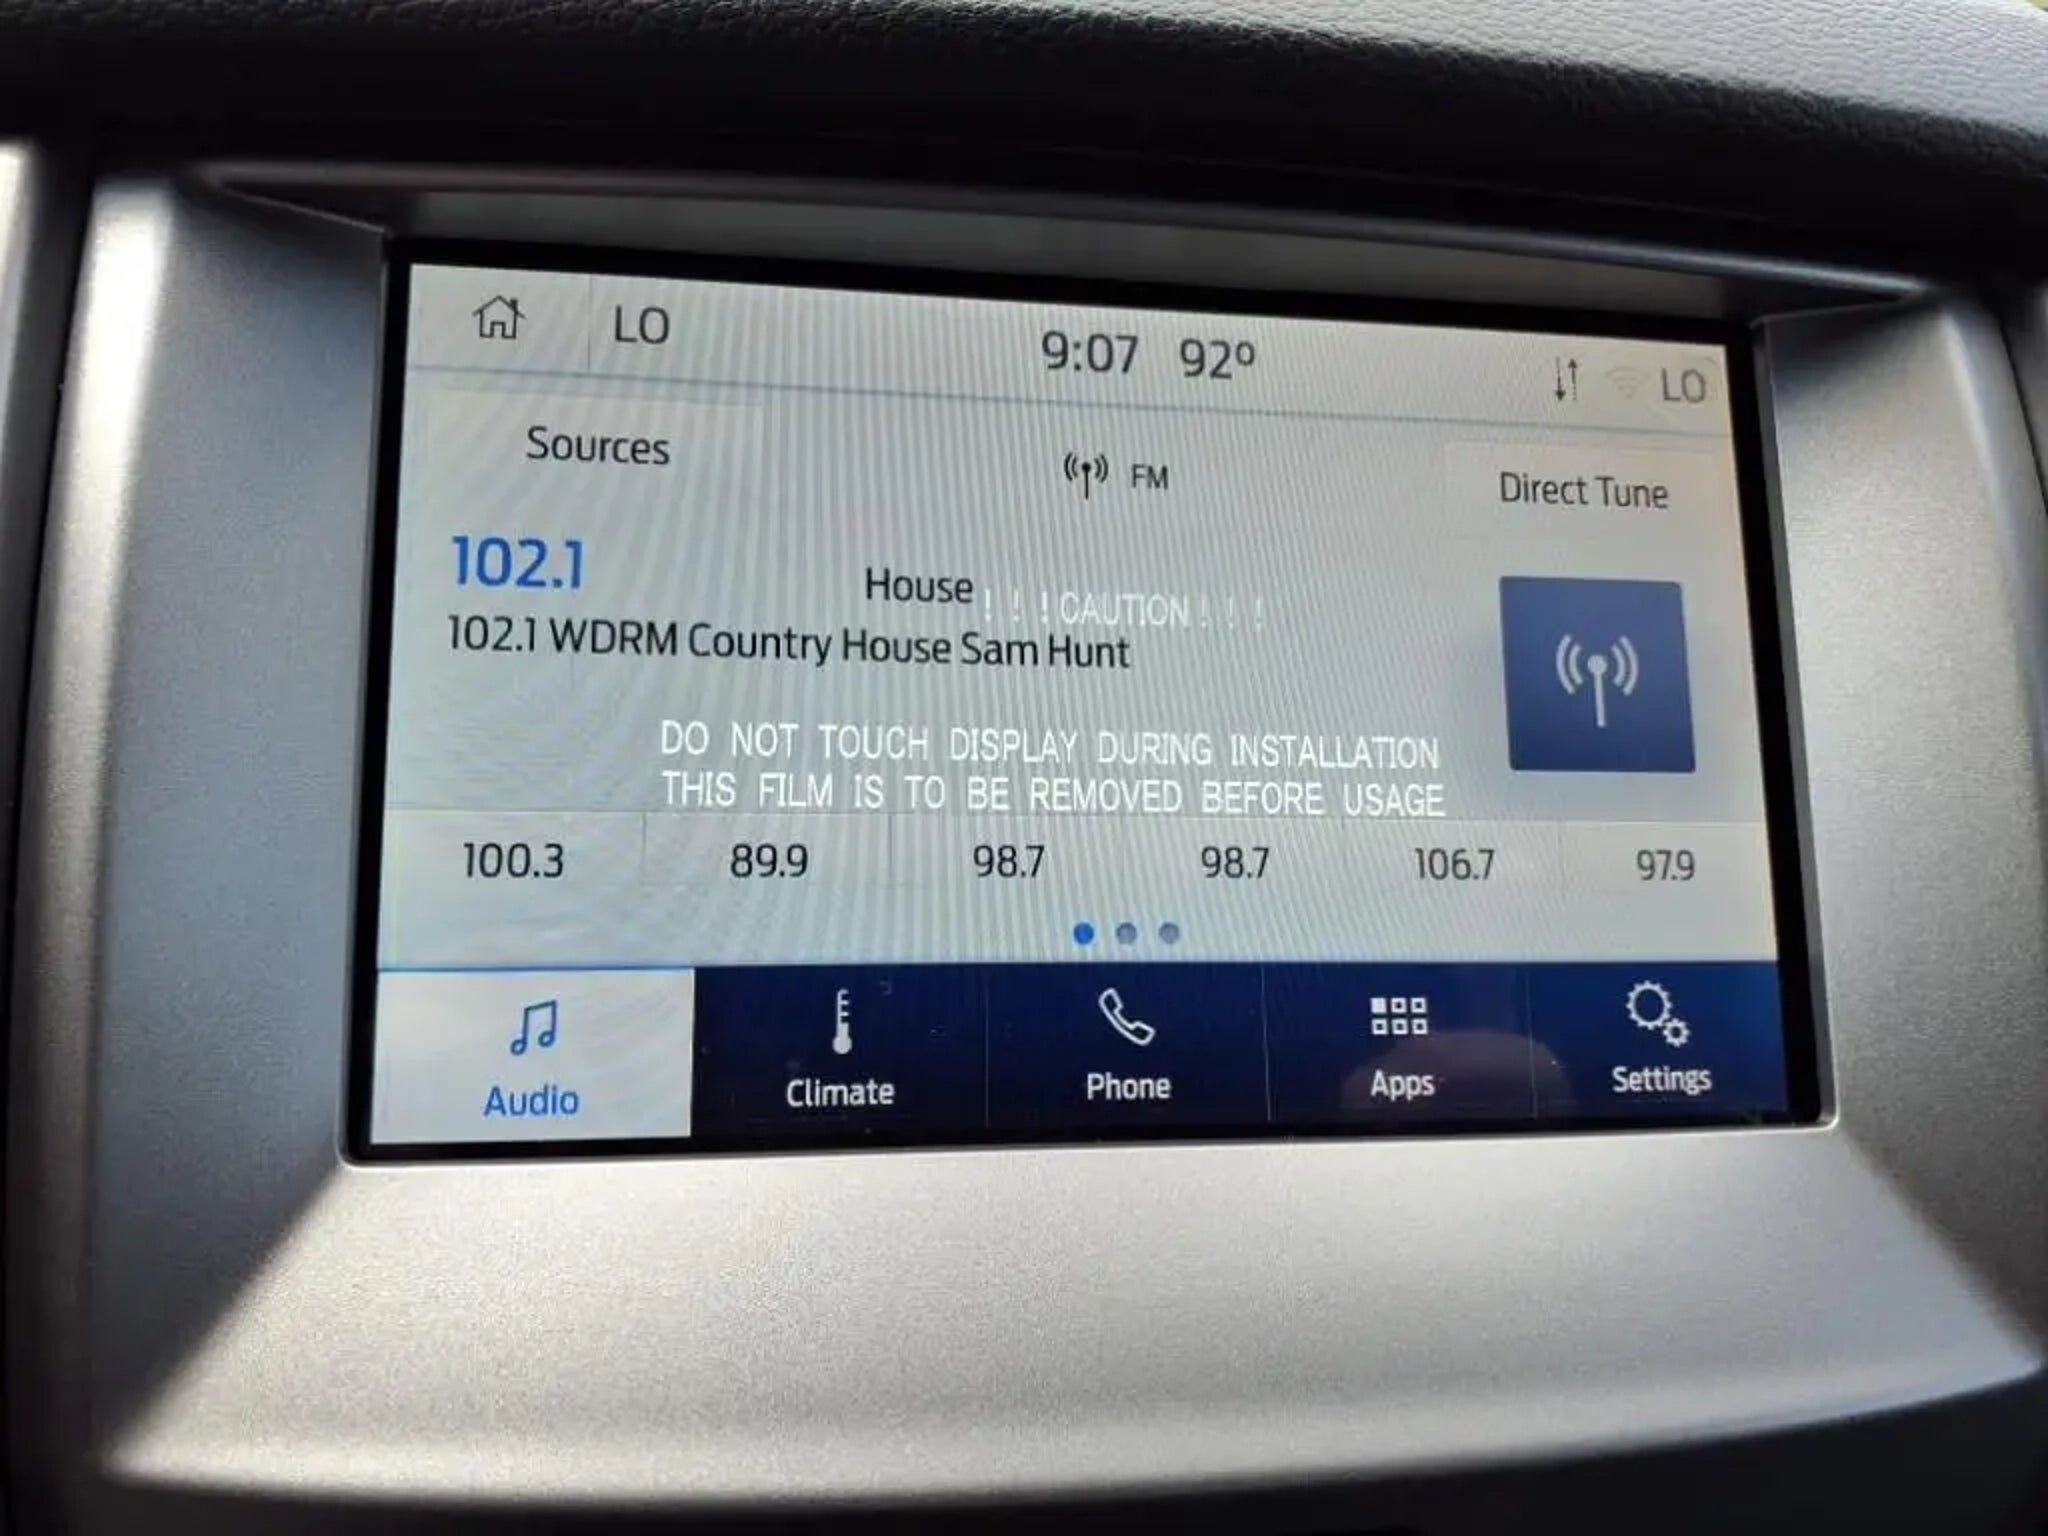 LO 9:07 92º LO
Sources FM Direct Tune
102.1
House
! ! ! CAUTION ! ! !
102.1 WDRM Country House Sam Hunt
DO NOT TOUCH DISPLAY DURING INSTALLATION
THIS FILM IS TO BE REMOVED BEFORE USAGE
100.3 89.9 98.7 98.7 106.7 97.9
Audio Climate Phone Apps Settings